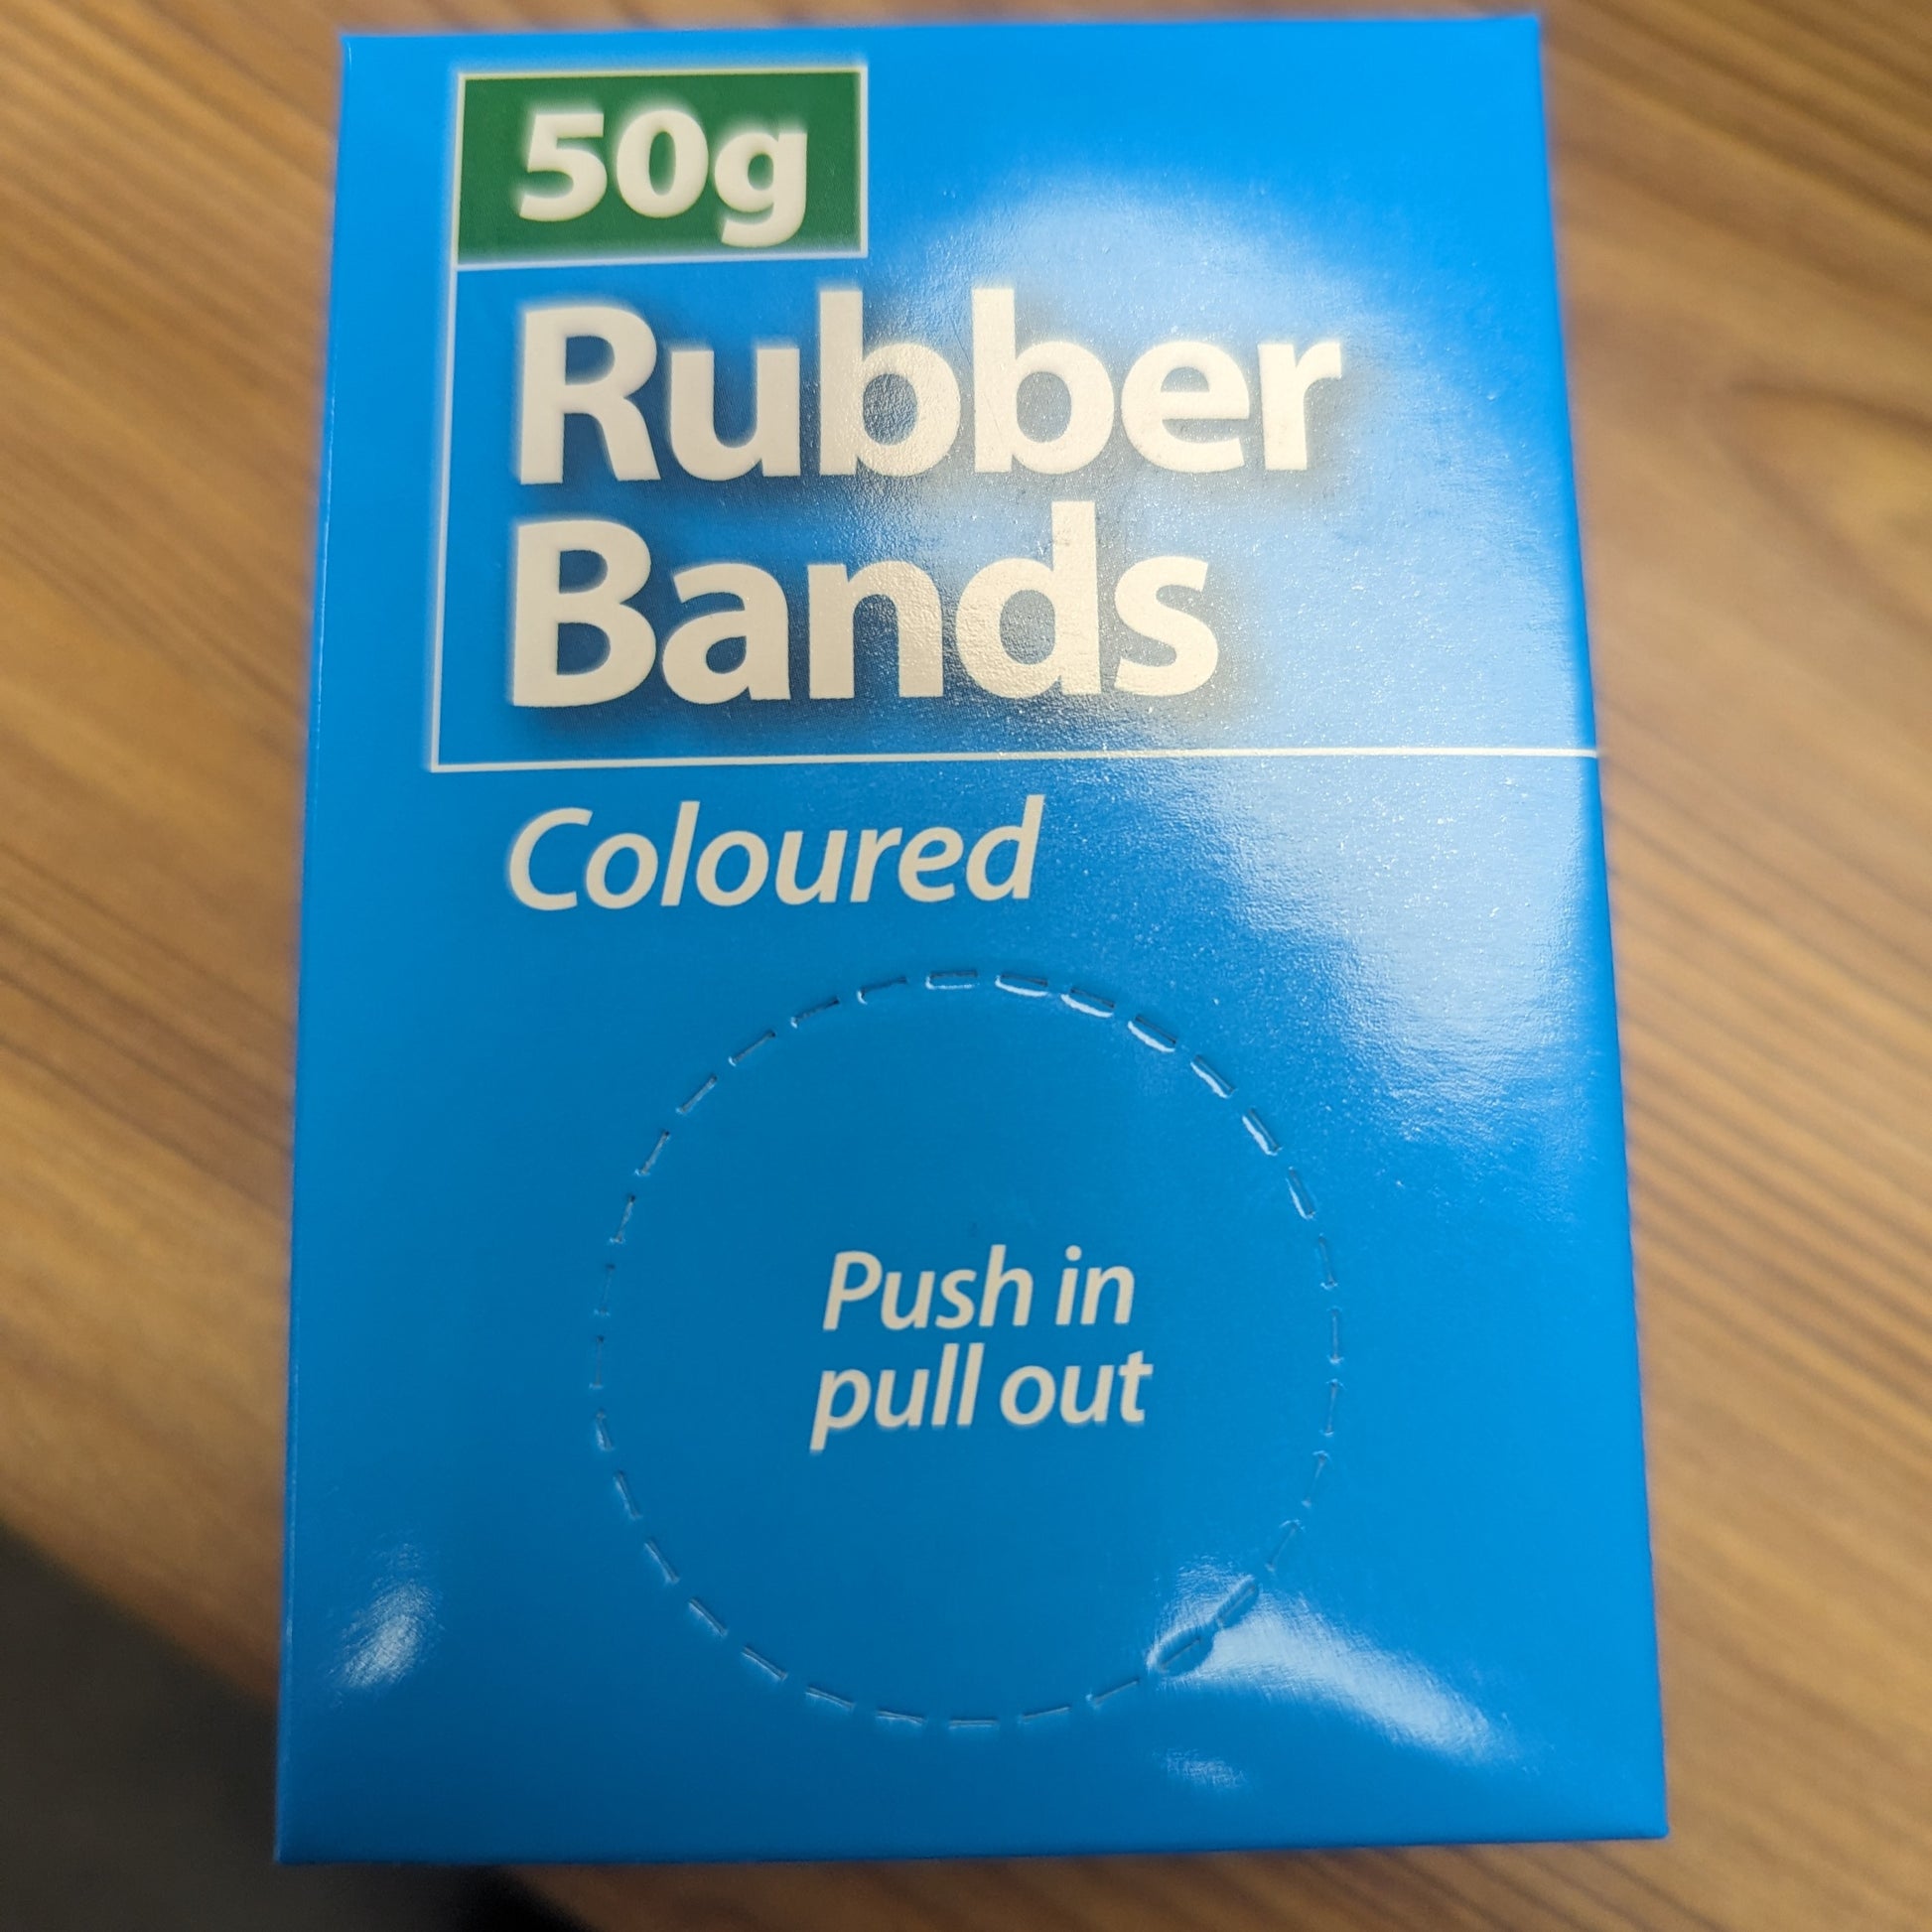 50g
Rubber
Bands
Coloured
Push in
pull out